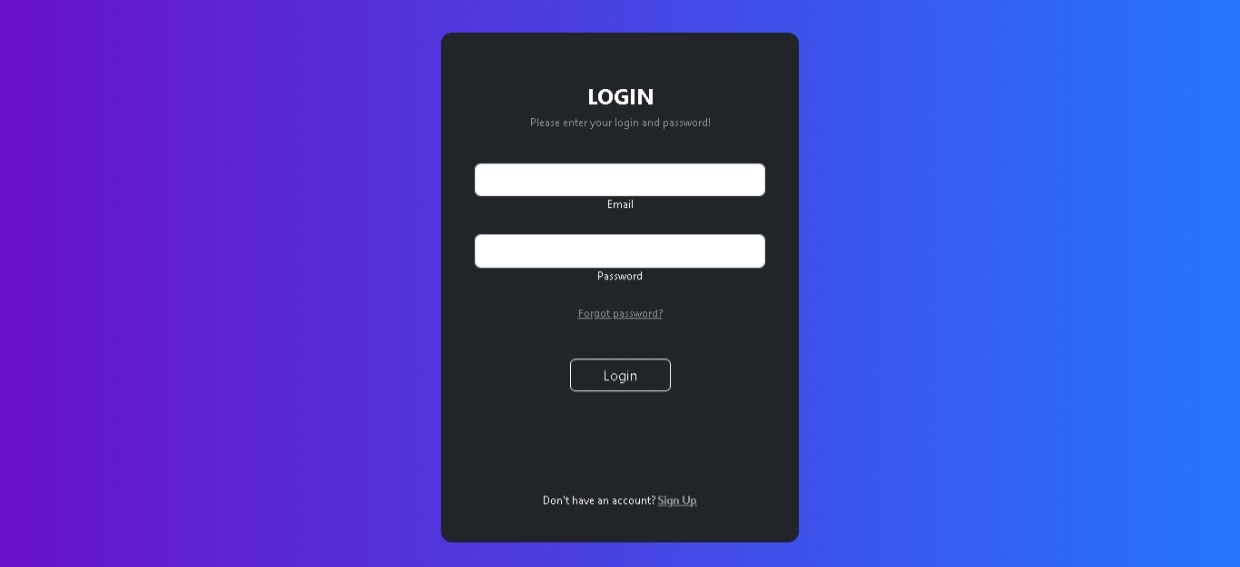 LOGIN
Please enter your login and password!
Email
Password
Forgot password?
Login
Don't have an account? Sign Up